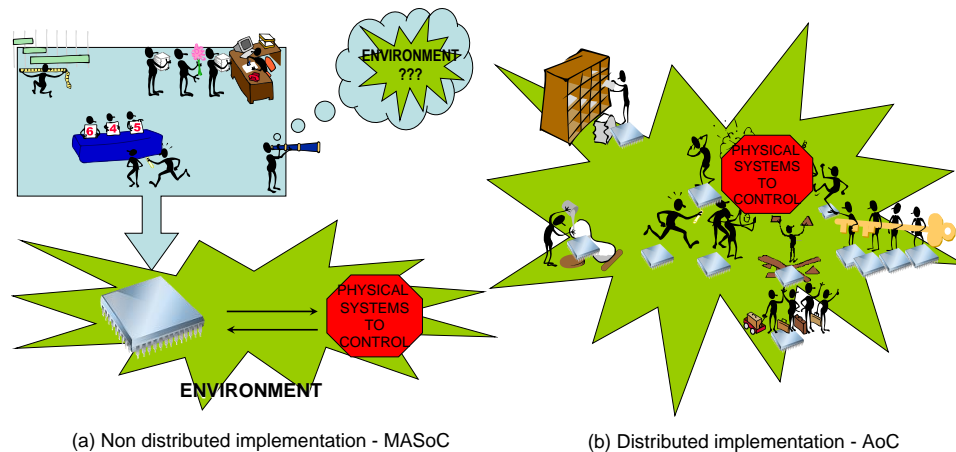 ENVIRONMENT
???
6 4 5
PHYSICAL
SYSTEMS
TO
CONTROL
ENVIRONMENT
(a) Non distributed implementation - MASoC
PHYSICAL
SYSTEMS
TO
CONTROL
(b) Distributed implementation - AoC